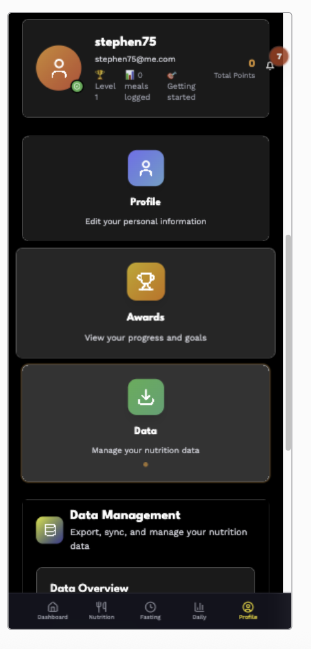 stephen75
stephen75@me.com
🏆 Level 1
📊 0 meals logged
🎯 Getting started
0
Total Points
7
Profile
Edit your personal information
Awards
View your progress and goals
Data
Manage your nutrition data
Data Management
Export, sync, and manage your nutrition
data
Data Overview
Dashboard Nutrition Fasting Daily Profile